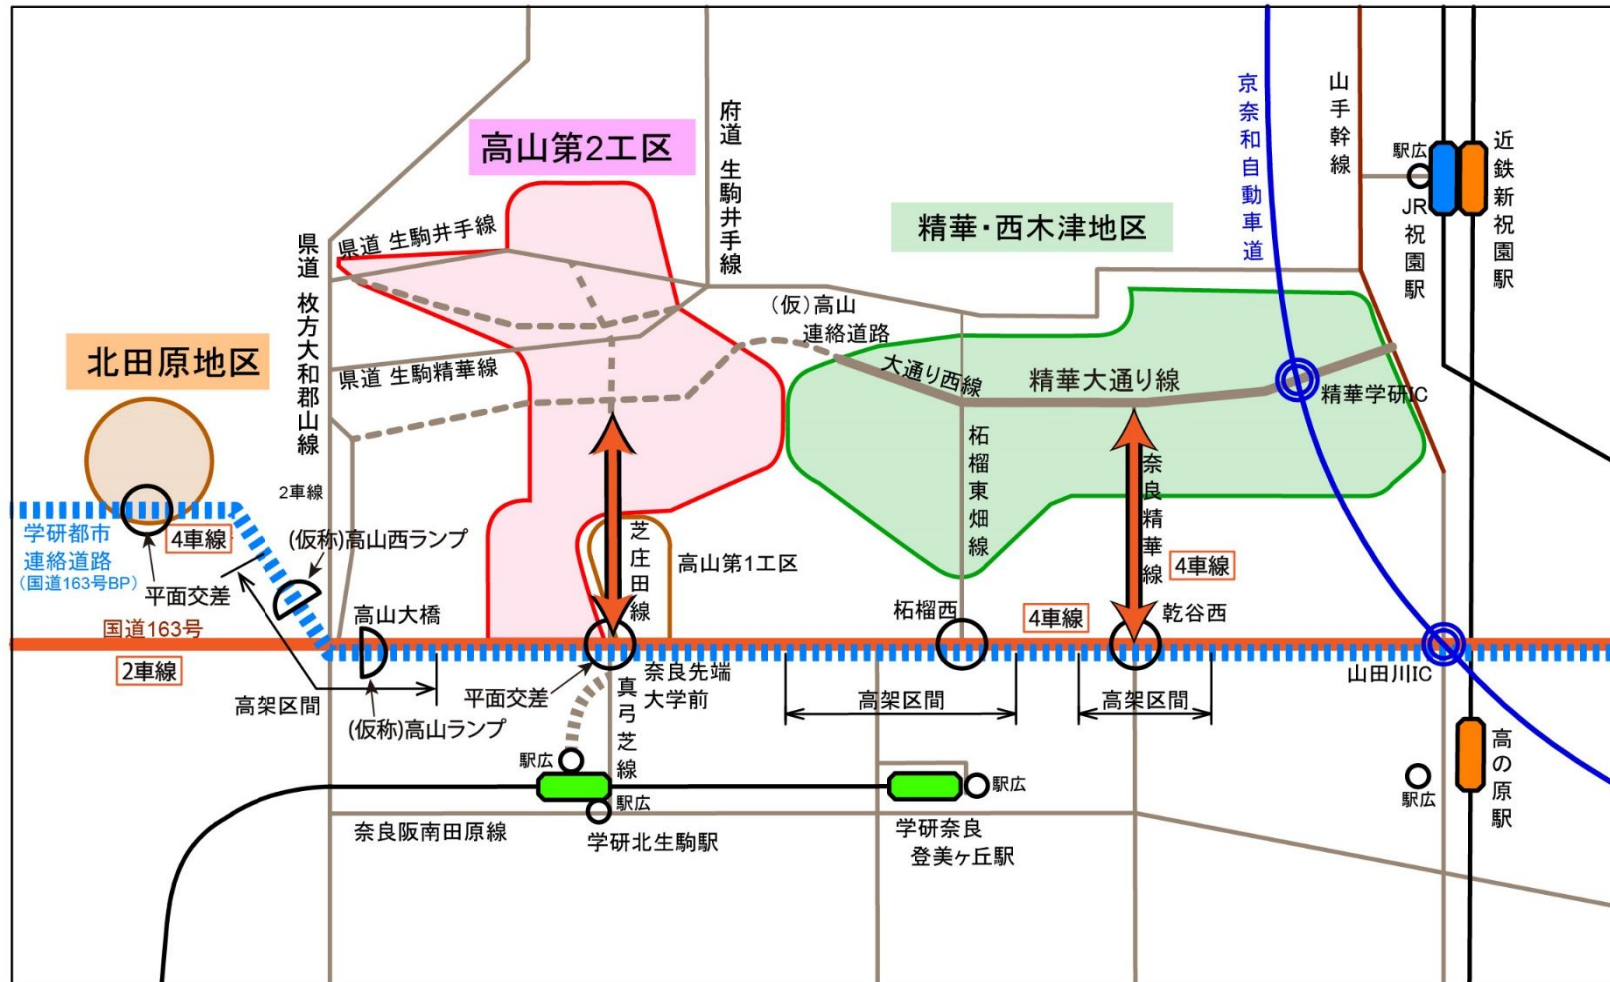 高山第2工区
府道 生駒井手線
精華・西木津地区
京奈和自動車道
山手幹線
駅広
JR祝園駅
近鉄新祝園駅
県道 生駒井手線
県道 枚方大和郡山線
(仮)高山
連絡道路
北田原地区
県道 生駒精華線
大通り西線
精華大通り線
精華学研IC
柘榴東畑線
奈良精華線
2車線
学研都市
連絡道路
(国道163号BP)
4車線
(仮称)高山西ランプ
芝庄田線
高山第1工区
4車線
平面交差
高山大橋
柘榴西
4車線
乾谷西
国道163号
2車線
高架区間
(仮称)高山ランプ
平面交差
奈良先端
大学前
高架区間
高架区間
山田川IC
真弓芝線
駅広
駅広
駅広
駅広
高の原駅
奈良阪南田原線
学研北生駒駅
学研奈良
登美ヶ丘駅